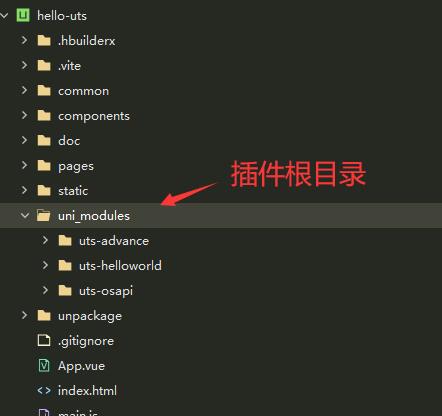 hello-uts
.hbuilderx
.vite
common
components
doc
pages
插件根目录
static
uni_modules
uts-advance
uts-helloworld
uts-osapi
unpackage
.gitignore
App.vue
index.html
main.js